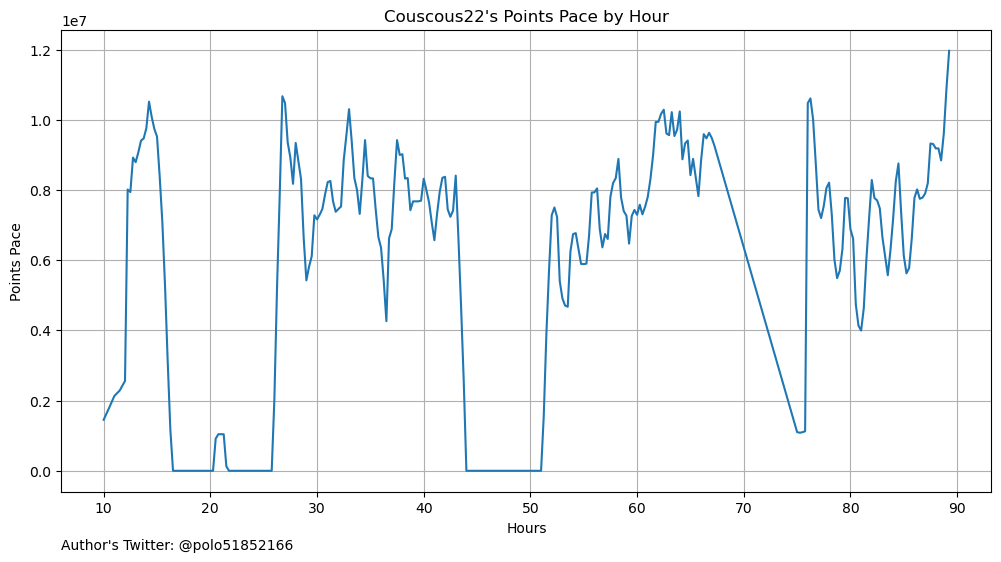 Couscous22's Points Pace by Hour
1e7
1.2
1.0
0.8
0.6
0.4
0.2
0.0
Points Pace
10 20 30 40 50 60 70 80 90
Hours
Author's Twitter: @polo51852166